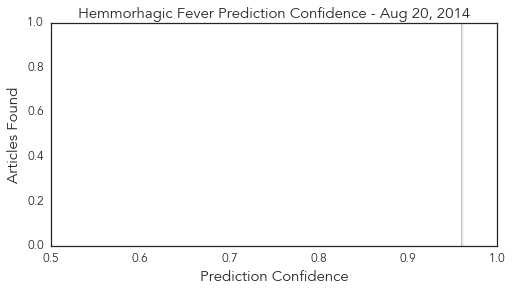 Hemmorhagic Fever Prediction Confidence - Aug 20, 2014
1.0
0.8
0.6
0.4
0.2
0.0
Articles Found
0.5 0.6 0.7 0.8 0.9 1.0
Prediction Confidence